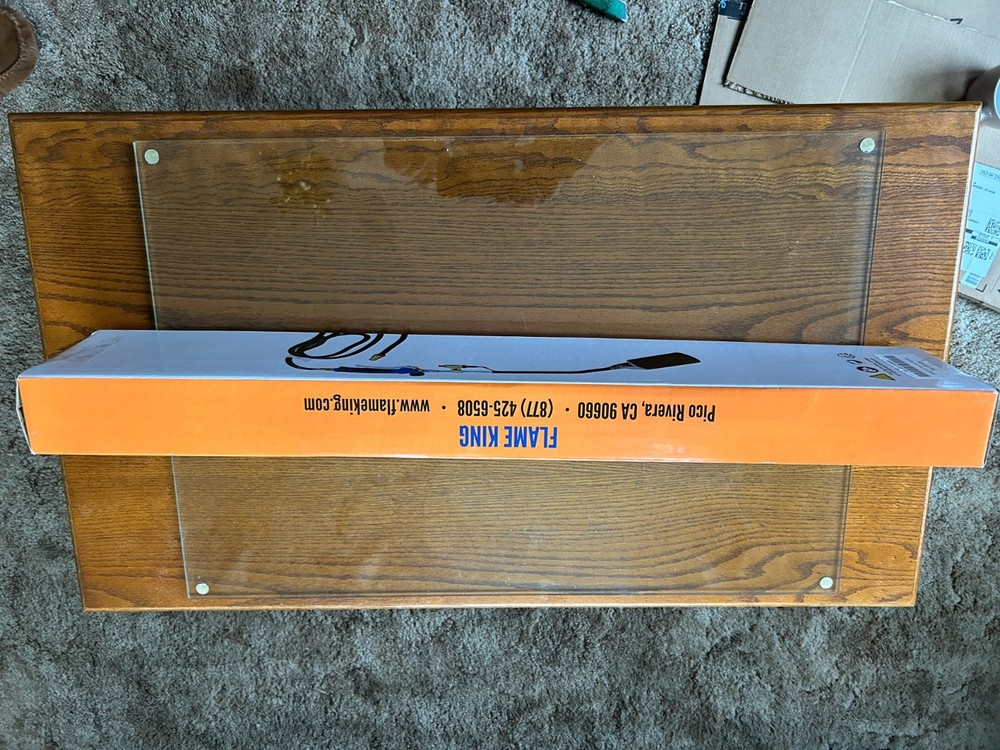 FLAME KING
Pico Rivera, CA 90660 • (877) 425-6508 • www.flameking.com